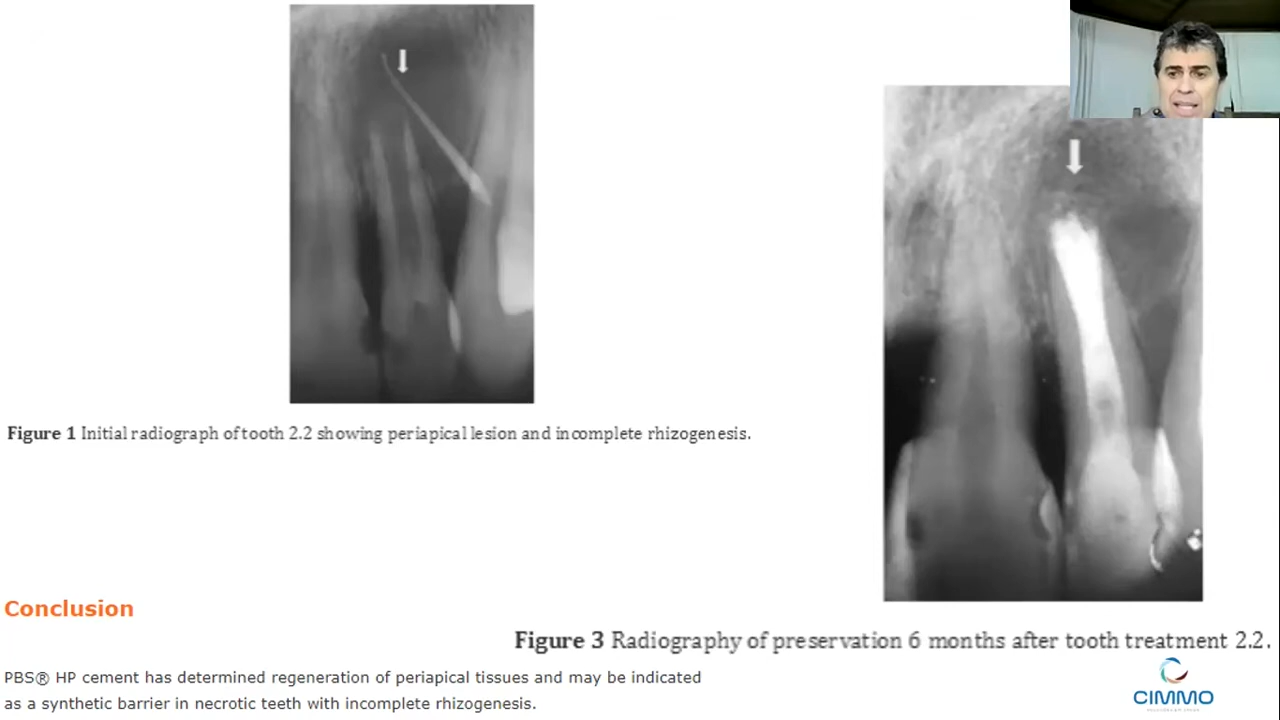 Figure 1 Initial radiograph of tooth 2.2 showing periapical lesion and incomplete rhizogenesis.
Conclusion
Figure 3 Radiography of preservation 6 months after tooth treatment 2.2.
PBS® HP cement has determined regeneration of periapical tissues and may be indicated
as a synthetic barrier in necrotic teeth with incomplete rhizogenesis.
CIMMO